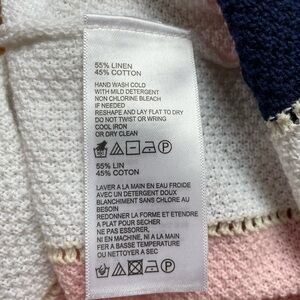 55% LINEN
45% COTTON
HAND WASH COLD
WITH MILD DETERGENT
NON CHLORINE BLEACH
IF NEEDED
RESHAPE AND LAY FLAT TO DRY
DO NOT TWIST OR WRING
COOL IRON
OR DRY CLEAN
P
55% LIN
45% COTON
LAVER A LA MAIN EN EAU FROIDE
AVEC UN DETERGENT DOUX
BLANCHIMENT SANS CHLORE AU
BESOIN
REDONNER LA FORME ET ETENDRE
A PLAT POUR SECHER
NE PAS ESSORER,
NI EN MACHINE, NI A LA MAIN
FER A BASSE TEMPERATURE
OU NETTOYER A SEC
P